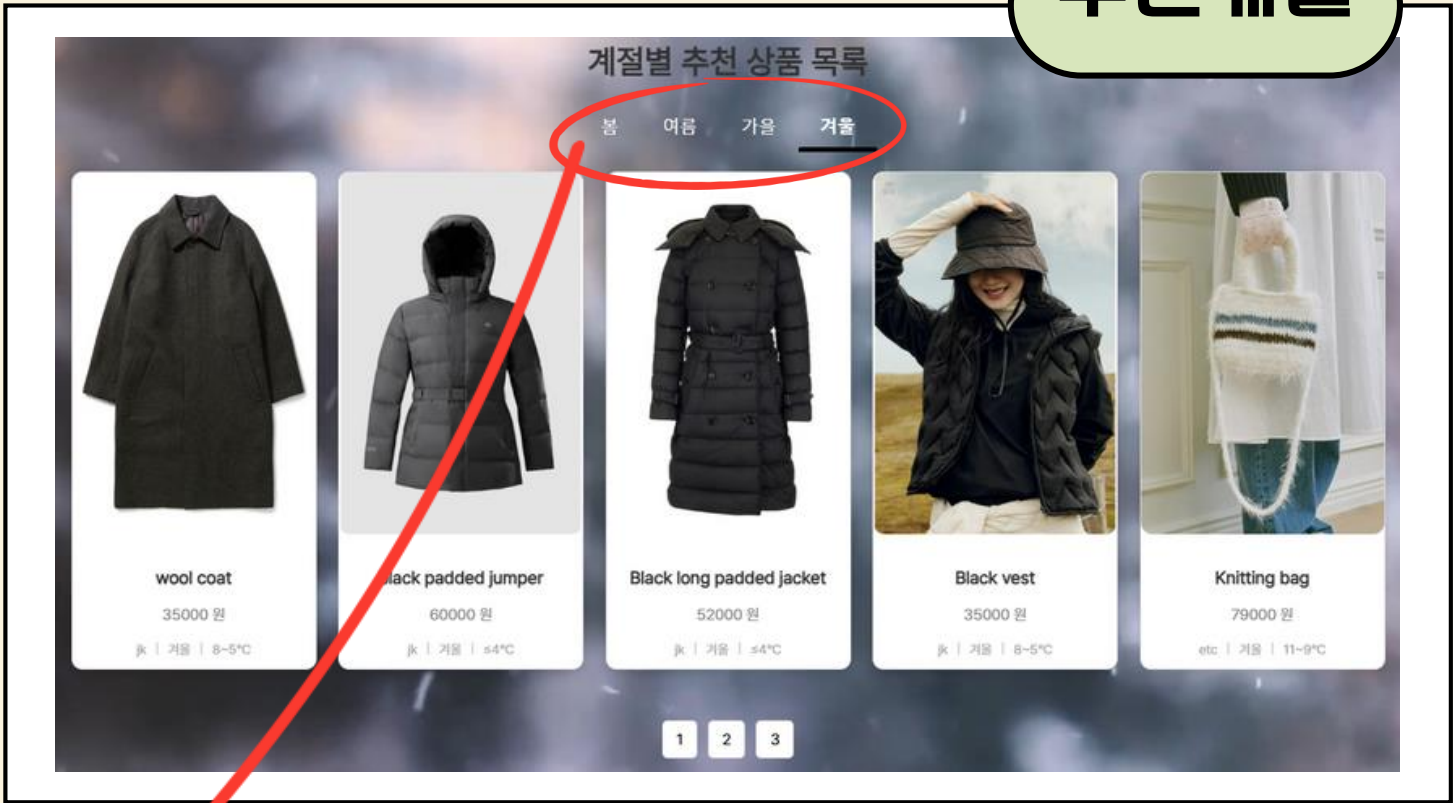 계절별 추천 상품 목록
봄 여름 가을 겨울
wool coat
35000 원
jk | 겨울 | 8~5°C
padded jumper
60000 원
jk | 겨울 | ≤4°C
Black long padded jacket
52000 원
jk | 겨울 | ≤4°C
Black vest
35000 원
jk | 겨울 | 8~5°C
Knitting bag
79000 원
etc | 겨울 | 11~9°C
1 2 3